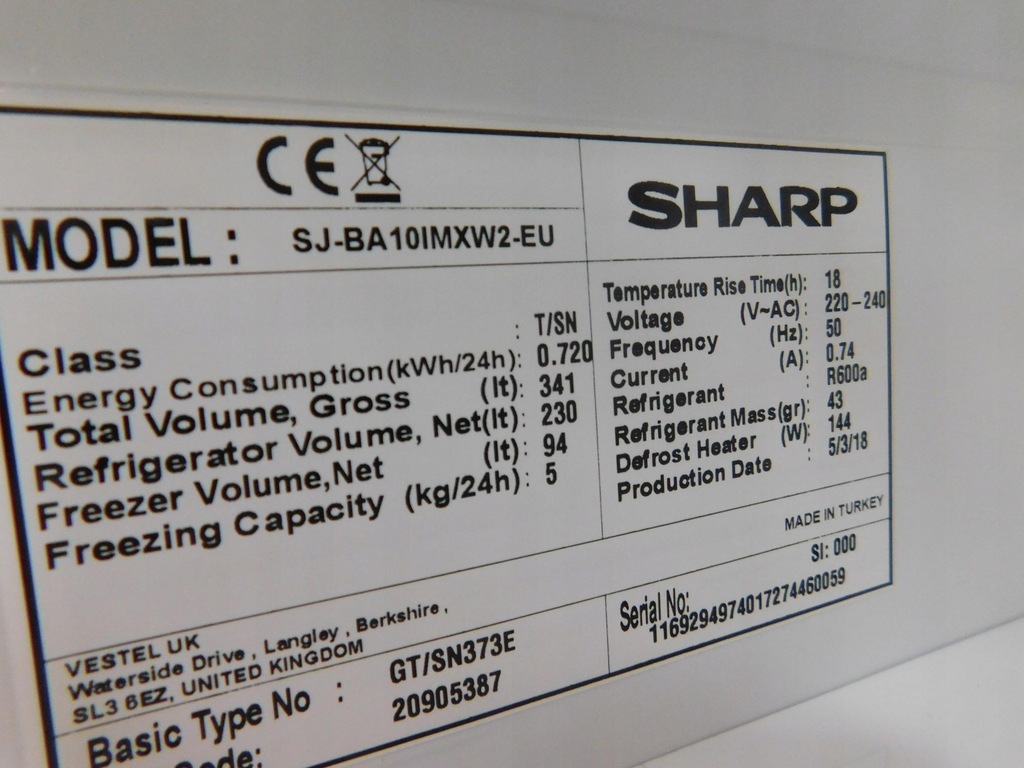 CE
SHARP
MODEL : SJ-BA10IMXW2-EU
Class : T/SN
Energy Consumption(kWh/24h): 0.720
Total Volume, Gross (lt): 341
Refrigerator Volume, Net(lt): 230
Freezer Volume,Net (lt): 94
Freezing Capacity (kg/24h): 5
Temperature Rise Time(h): 18
Voltage (V~AC): 220-240
Frequency (Hz): 50
Current (A): 0.74
Refrigerant : R600a
Refrigerant Mass(gr): 43
Defrost Heater (W): 144
Production Date : 5/3/18
MADE IN TURKEY
VESTEL UK
Waterside Drive, Langley, Berkshire,
SL3 6EZ, UNITED KINGDOM
SI: 000
Serial No:
1169294974017274460059
Basic Type No : GT/SN373E
Code: 20905387